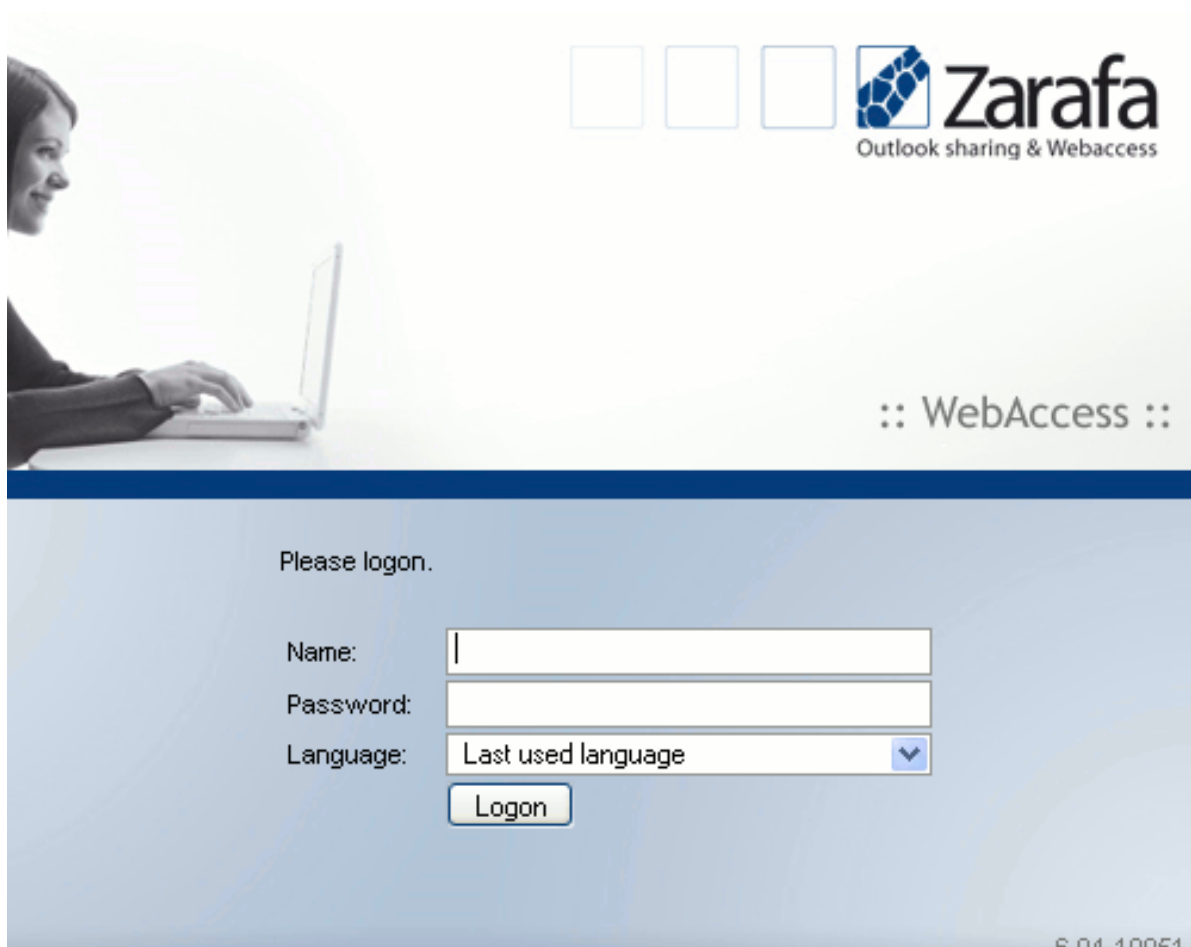 Zarafa
Outlook sharing & Webaccess
:: WebAccess ::
Please logon.
Name:
Password:
Language: Last used language
Logon